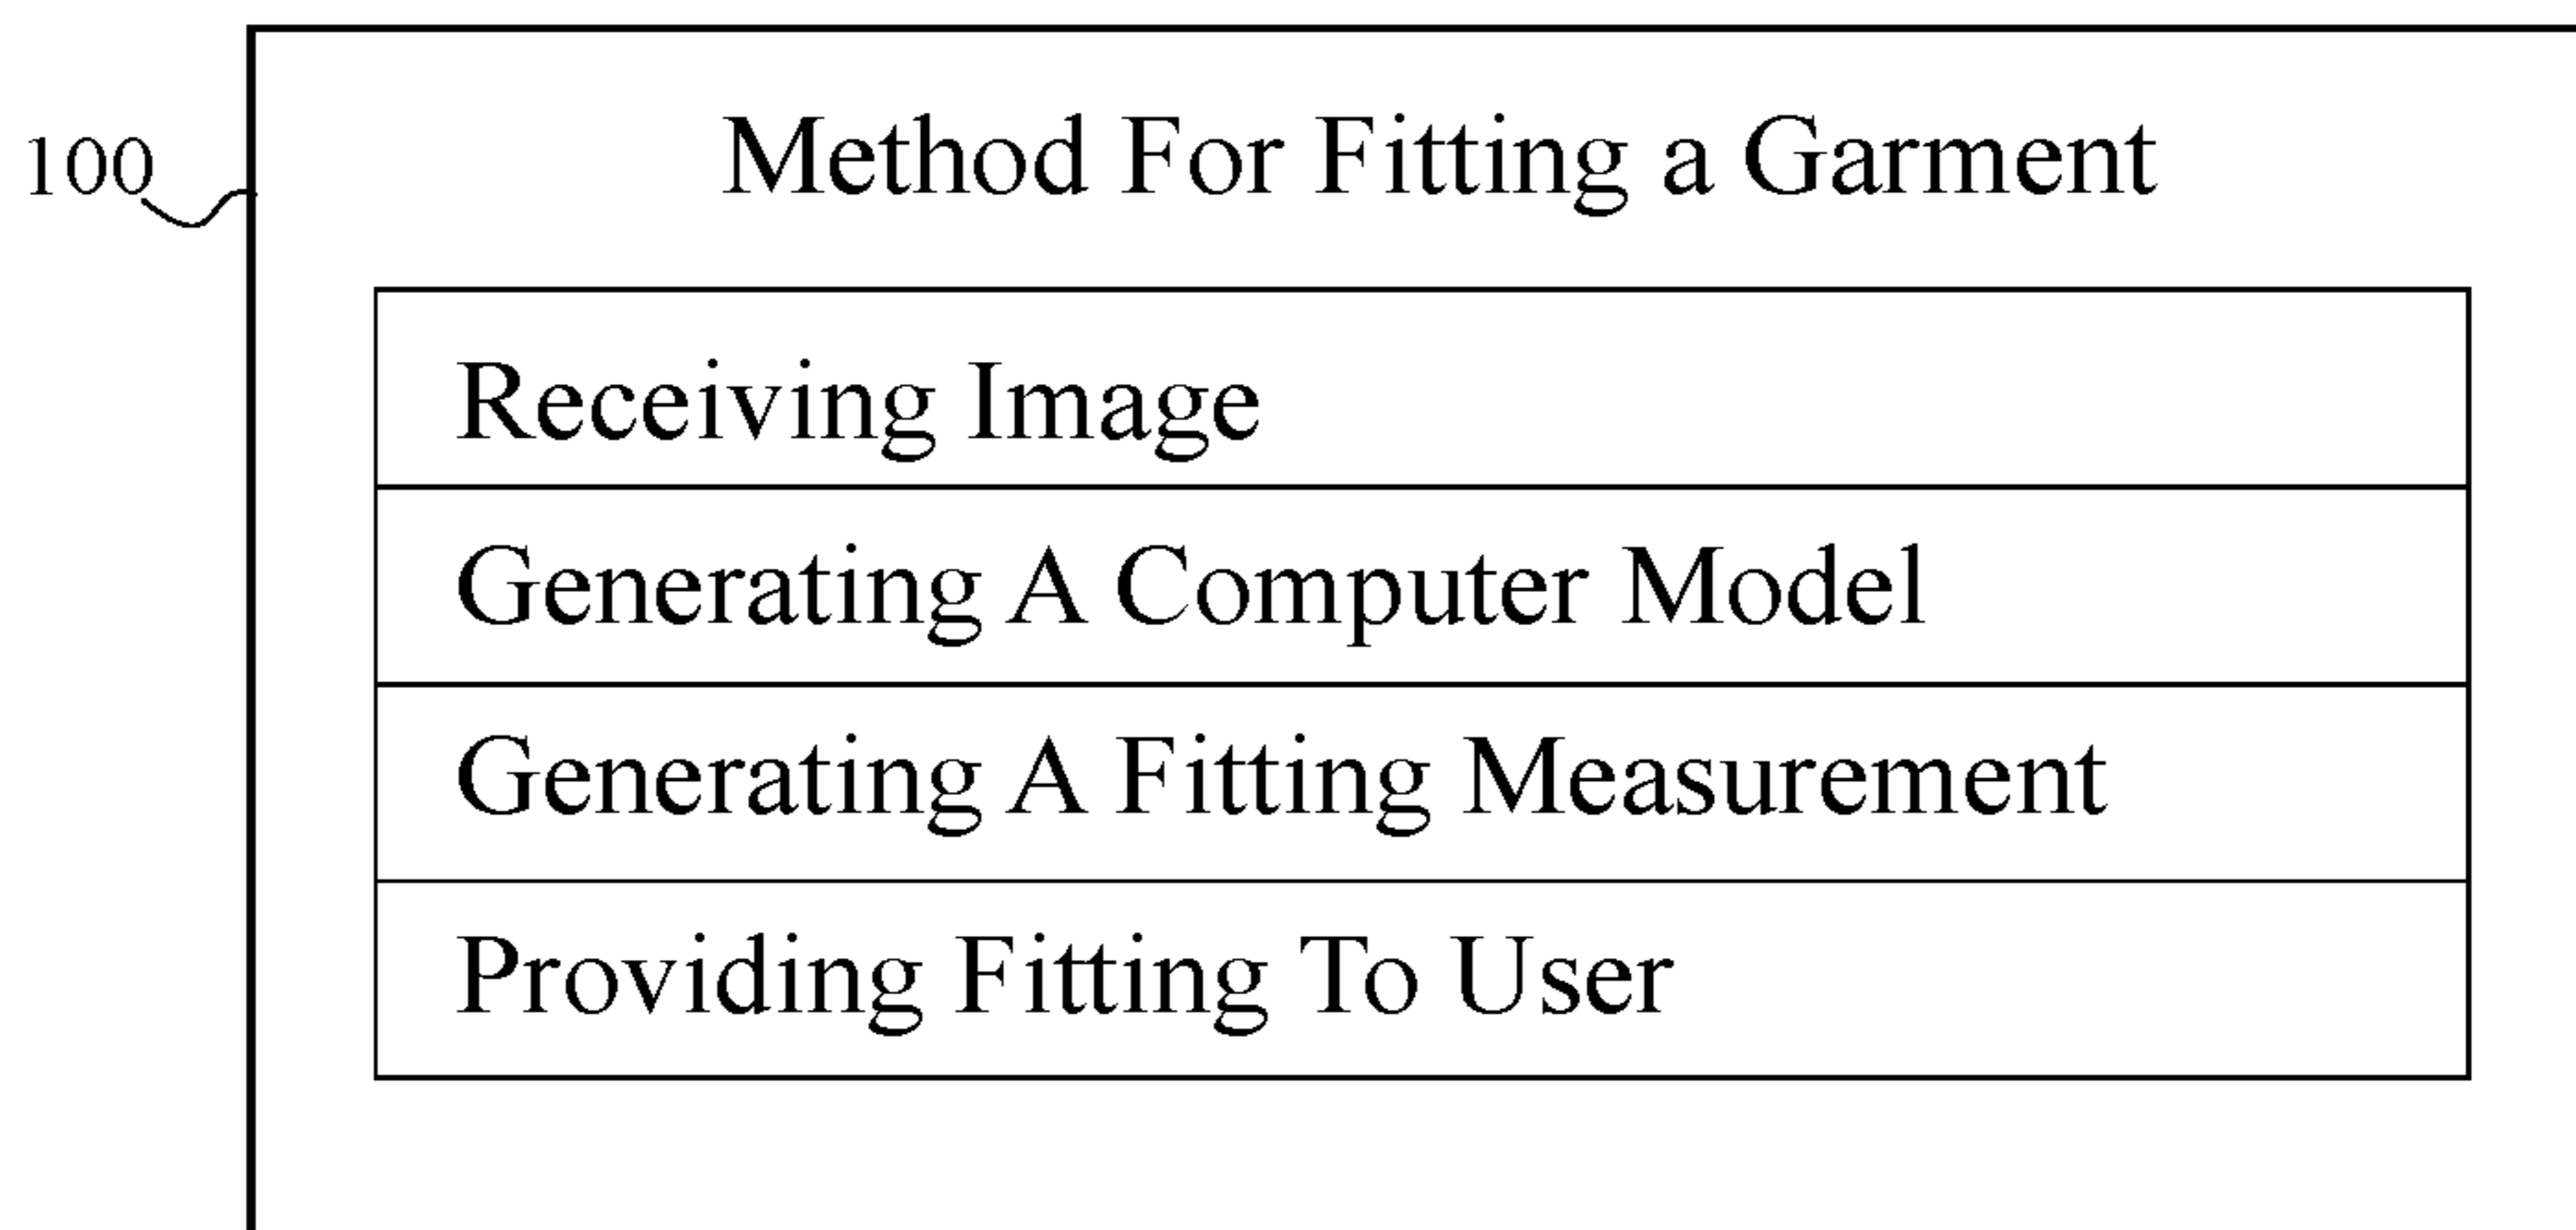 Method For Fitting a Garment
100
Receiving Image
Generating A Computer Model
Generating A Fitting Measurement
Providing Fitting To User